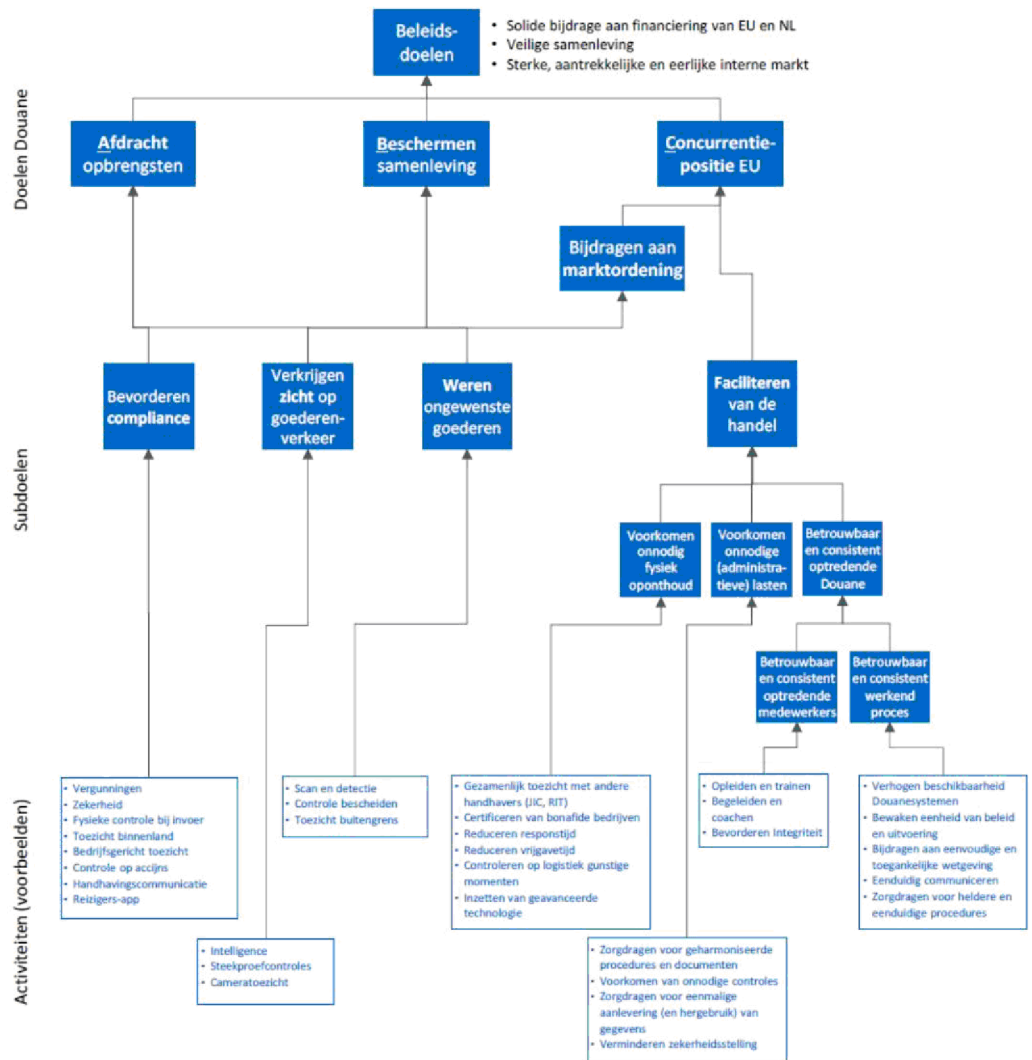 Beleids-
doelen
• Solide bijdrage aan financiering van EU en NL
• Veilige samenleving
• Sterke, aantrekkelijke en eerlijke interne markt
Doelen Douane
Afdracht
opbrengsten
Beschermen
samenleving
Concurrentie-
positie EU
Bijdragen aan
marktordening
Subdoelen
Bevorderen
compliance
Verkrijgen
zicht op
goederen-
verkeer
Weren
ongewenste
goederen
Faciliteren
van de
handel
Voorkomen
onnodig
fysiek
oponthoud
Voorkomen
onnodige
(administra-
tieve) lasten
Betrouwbaar
en consistent
optredende
Douane
Betrouwbaar
en consistent
optredende
medewerkers
Betrouwbaar
en consistent
werkend
proces
Activiteiten (voorbeelden)
• Vergunningen
• Zekerheid
• Fysieke controle bij invoer
• Toezicht binnenland
• Bedrijfsgericht toezicht
• Controle op accijns
• Handhavingscommunicatie
• Reizigers-app
• Scan en detectie
• Controle bescheiden
• Toezicht buitengrens
• Gezamenlijk toezicht met andere
handhavers (JIC, RIT)
• Certificeren van bonafide bedrijven
• Reduceren responstijd
• Reduceren vrijgavetijd
• Controleren op logistiek gunstige
momenten
• Inzetten van geavanceerde
technologie
• Opleiden en trainen
• Begeleiden en
coachen
• Bevorderen Integriteit
• Verhogen beschikbaarheid
Douanesystemen
• Bewaken eenheid van beleid
en uitvoering
• Bijdragen aan eenvoudige en
toegankelijke wetgeving
• Eenduidig communiceren
• Zorgdragen voor heldere en
eenduidige procedures
• Intelligence
• Steekproefcontroles
• Cameratoezicht
• Zorgdragen voor geharmoniseerde
procedures en documenten
• Voorkomen van onnodige controles
• Zorgdragen voor eenmalige
aanlevering (en hergebruik) van
gegevens
• Verminderen zekerheidsstelling